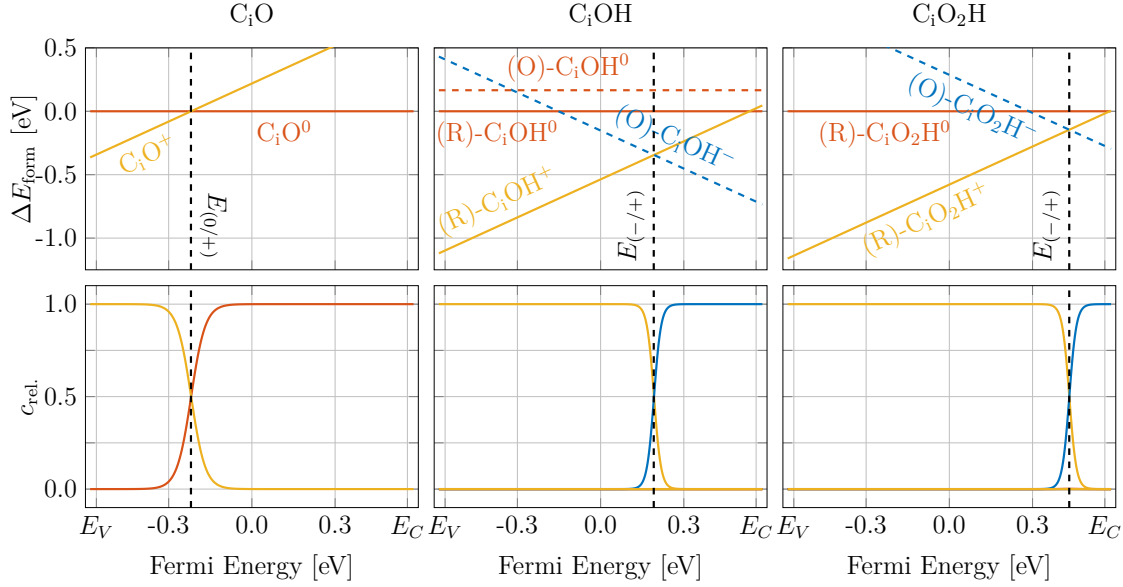 CᵢO
CᵢOH
CᵢO₂H
ΔE_form [eV]
0.5
0.0
-0.5
-1.0
CᵢO⁺
CᵢO⁰
E_(0/+)
(O)-CᵢOH⁰
(R)-CᵢOH⁰
(O)-CᵢOH⁻
(R)-CᵢOH⁺
E_(−/+)
(O)-CᵢO₂H⁻
(R)-CᵢO₂H⁰
(R)-CᵢO₂H⁺
E_(−/+)
c_rel.
1.0
0.5
0.0
E_V -0.3 0.0 0.3 E_C
E_V -0.3 0.0 0.3 E_C
E_V -0.3 0.0 0.3 E_C
Fermi Energy [eV]
Fermi Energy [eV]
Fermi Energy [eV]